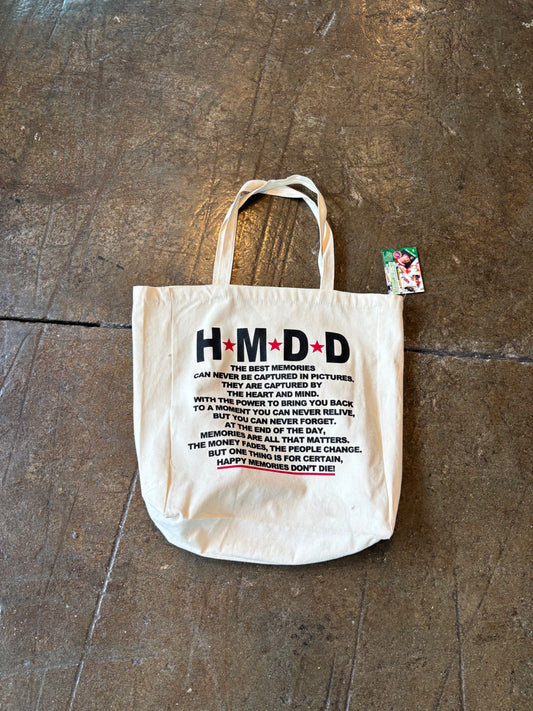 H★M★D★D
THE BEST MEMORIES
CAN NEVER BE CAPTURED IN PICTURES,
THEY ARE CAPTURED BY
THE HEART AND MIND.
WITH THE POWER TO BRING YOU BACK
TO A MOMENT YOU CAN NEVER RELIVE,
BUT YOU CAN NEVER FORGET.
AT THE END OF THE DAY,
MEMORIES ARE ALL THAT MATTERS.
THE MONEY FADES, THE PEOPLE CHANGE.
BUT ONE THING IS FOR CERTAIN,
HAPPY MEMORIES DON'T DIE!